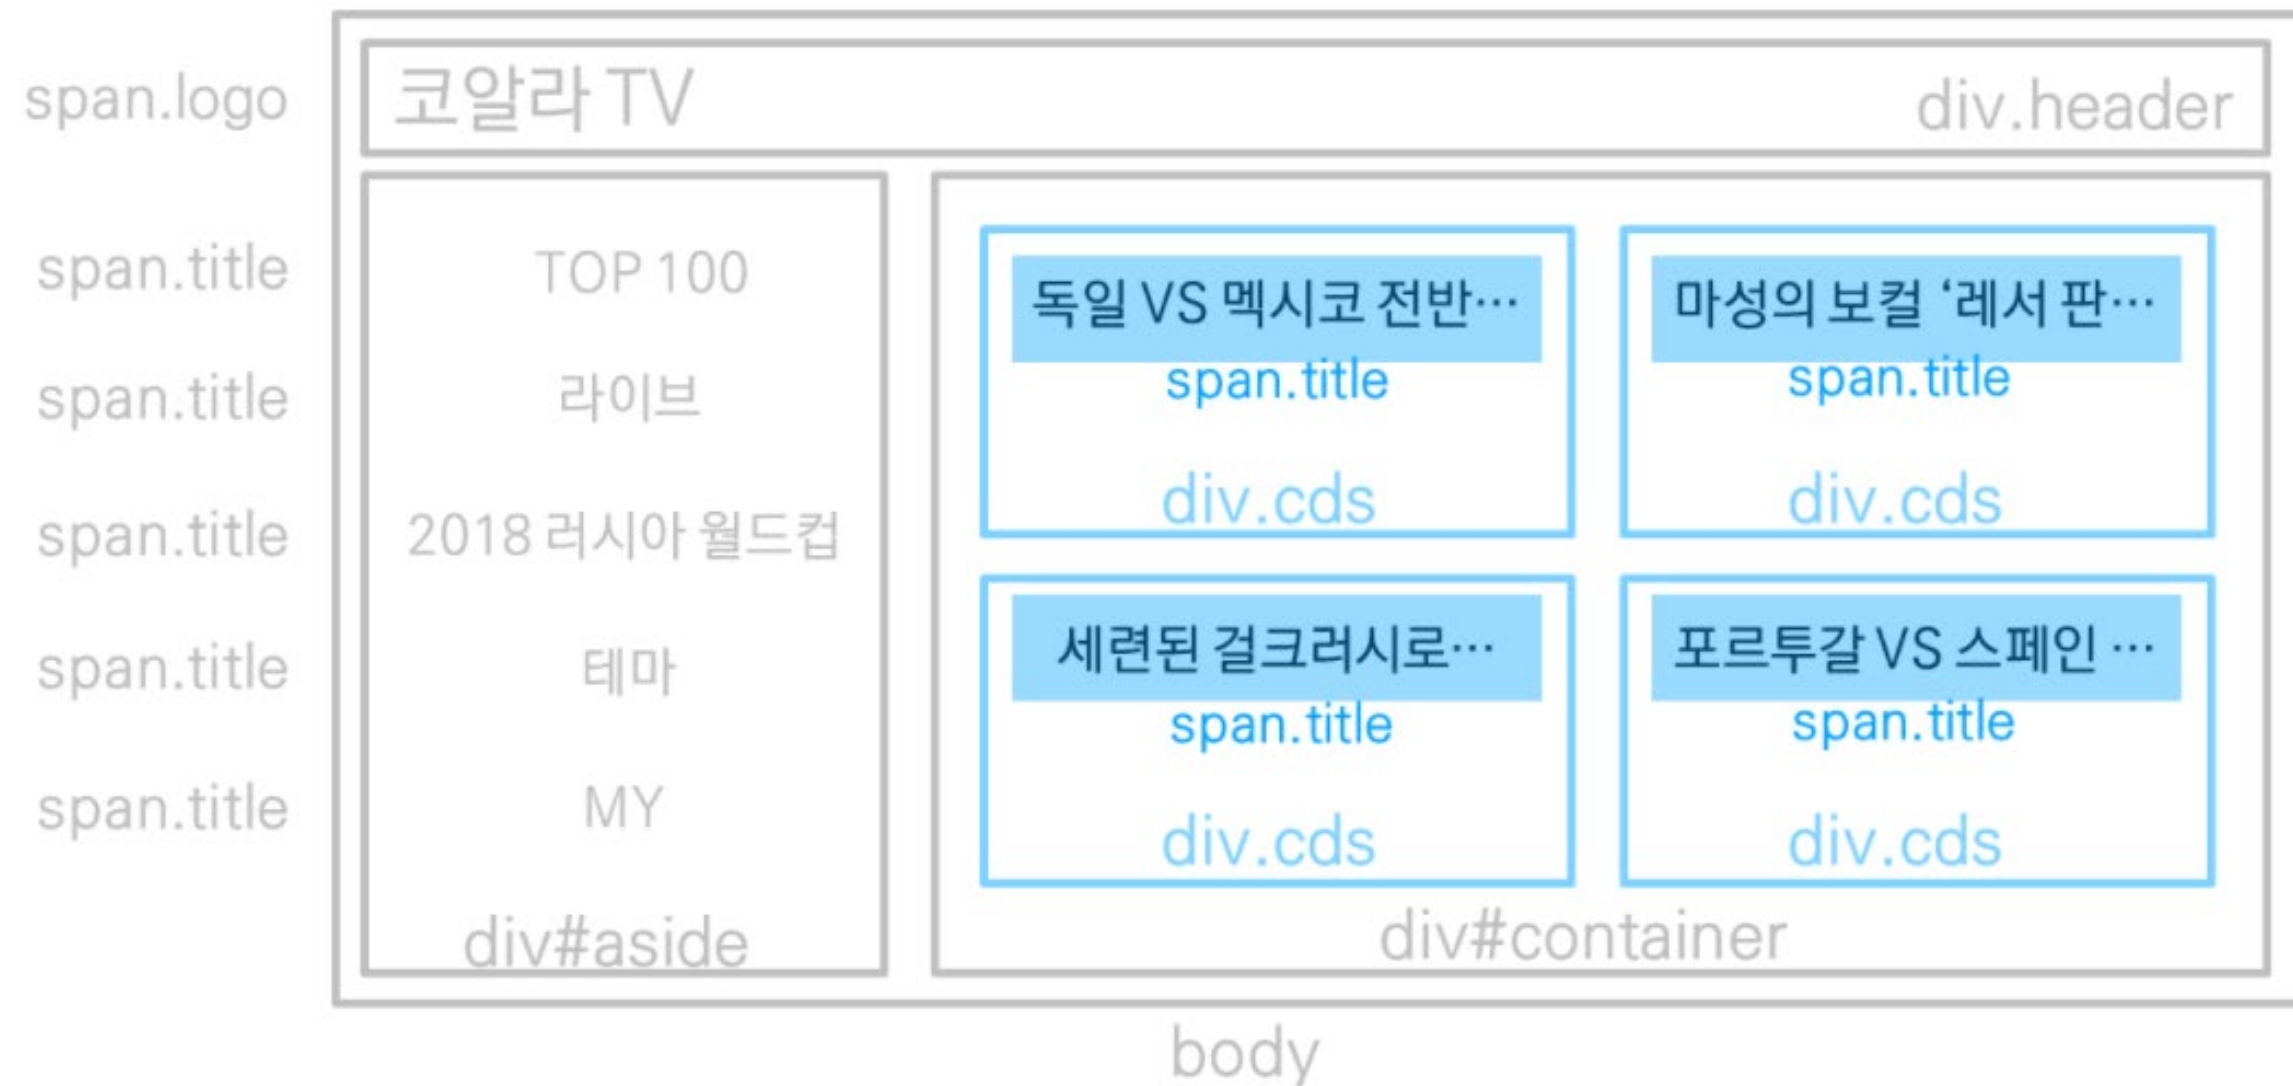 span.logo
코알라 TV
div.header
span.title
TOP 100
span.title
라이브
span.title
2018 러시아 월드컵
span.title
테마
span.title
MY
div#aside
독일 VS 멕시코 전반…
span.title
div.cds
마성의 보컬 ‘레서 판…
span.title
div.cds
세련된 걸크러시로…
span.title
div.cds
포르투갈 VS 스페인 …
span.title
div.cds
div#container
body